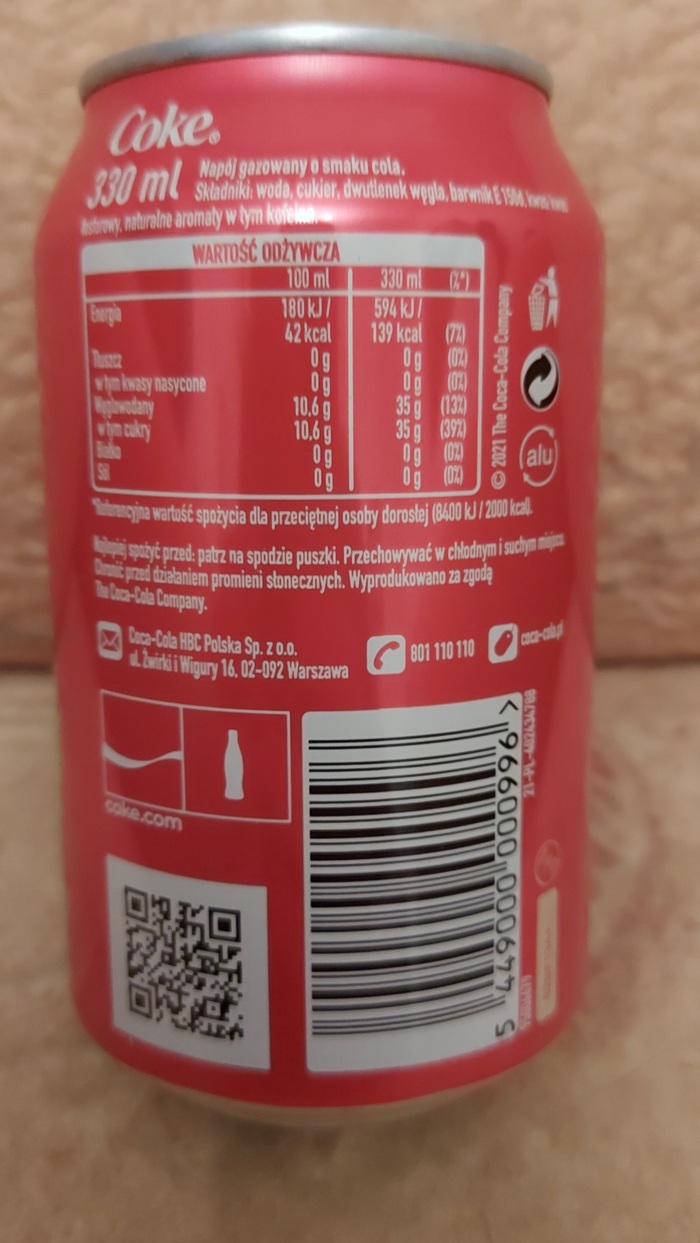 Coke®
330 ml
Napój gazowany o smaku cola.
Składniki: woda, cukier, dwutlenek węgla, barwnik E 150d, kwas
fosforowy, naturalne aromaty w tym kofeina.
WARTOŚĆ ODŻYWCZA
100 ml 330 ml (%*)
Energia 180 kJ / 594 kJ /
42 kcal 139 kcal (7%)
Tłuszcz 0 g 0 g (0%)
w tym kwasy nasycone 0 g 0 g (0%)
Węglowodany 10,6 g 35 g (13%)
w tym cukry 10,6 g 35 g (39%)
Białko 0 g 0 g (0%)
Sól 0 g 0 g (0%)
© 2021 The Coca-Cola Company
alu
*Referencyjna wartość spożycia dla przeciętnej osoby dorosłej (8400 kJ / 2000 kcal).
Najlepiej spożyć przed: patrz na spodzie puszki. Przechowywać w chłodnym i suchym miejscu.
Chronić przed działaniem promieni słonecznych. Wyprodukowano za zgodą
The Coca-Cola Company.
Coca-Cola HBC Polska Sp. z o.o.
ul. Żwirki i Wigury 16, 02-092 Warszawa
801 110 110
coca-cola.pl
coke.com
5 449000 000996 >